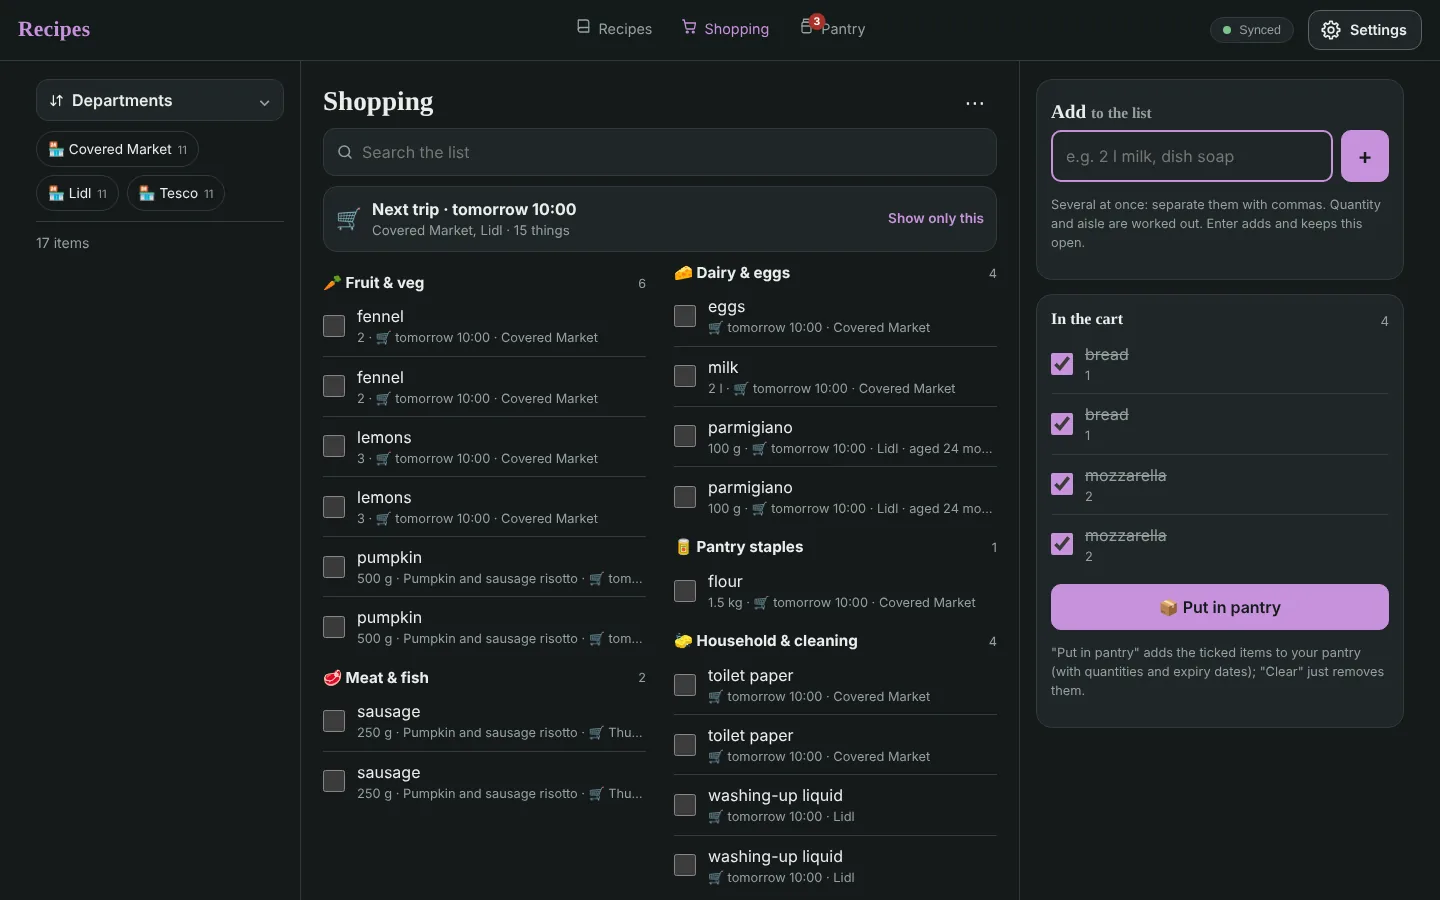 Recipes
Recipes
Shopping
3
Pantry
Synced
Settings
Departments
Covered Market 11
Lidl 11
Tesco 11
17 items
Shopping
...
Search the list
Next trip · tomorrow 10:00
Covered Market, Lidl · 15 things
Show only this
Fruit & veg 6
fennel
2 · 🛒 tomorrow 10:00 · Covered Market
fennel
2 · 🛒 tomorrow 10:00 · Covered Market
lemons
3 · 🛒 tomorrow 10:00 · Covered Market
lemons
3 · 🛒 tomorrow 10:00 · Covered Market
pumpkin
500 g · Pumpkin and sausage risotto · 🛒 tom...
pumpkin
500 g · Pumpkin and sausage risotto · 🛒 tom...
Meat & fish 2
sausage
250 g · Pumpkin and sausage risotto · 🛒 Thu...
sausage
250 g · Pumpkin and sausage risotto · 🛒 Thu...
Dairy & eggs 4
eggs
🛒 tomorrow 10:00 · Covered Market
milk
2 l · 🛒 tomorrow 10:00 · Covered Market
parmigiano
100 g · 🛒 tomorrow 10:00 · Lidl · aged 24 mo...
parmigiano
100 g · 🛒 tomorrow 10:00 · Lidl · aged 24 mo...
Pantry staples 1
flour
1.5 kg · 🛒 tomorrow 10:00 · Covered Market
Household & cleaning 4
toilet paper
🛒 tomorrow 10:00 · Covered Market
toilet paper
🛒 tomorrow 10:00 · Covered Market
washing-up liquid
🛒 tomorrow 10:00 · Lidl
washing-up liquid
🛒 tomorrow 10:00 · Lidl
Add to the list
e.g. 2 l milk, dish soap
+
Several at once: separate them with commas. Quantity
and aisle are worked out. Enter adds and keeps this
open.
In the cart 4
bread
1
bread
1
mozzarella
2
mozzarella
2
📦 Put in pantry
"Put in pantry" adds the ticked items to your pantry
(with quantities and expiry dates); "Clear" just removes
them.